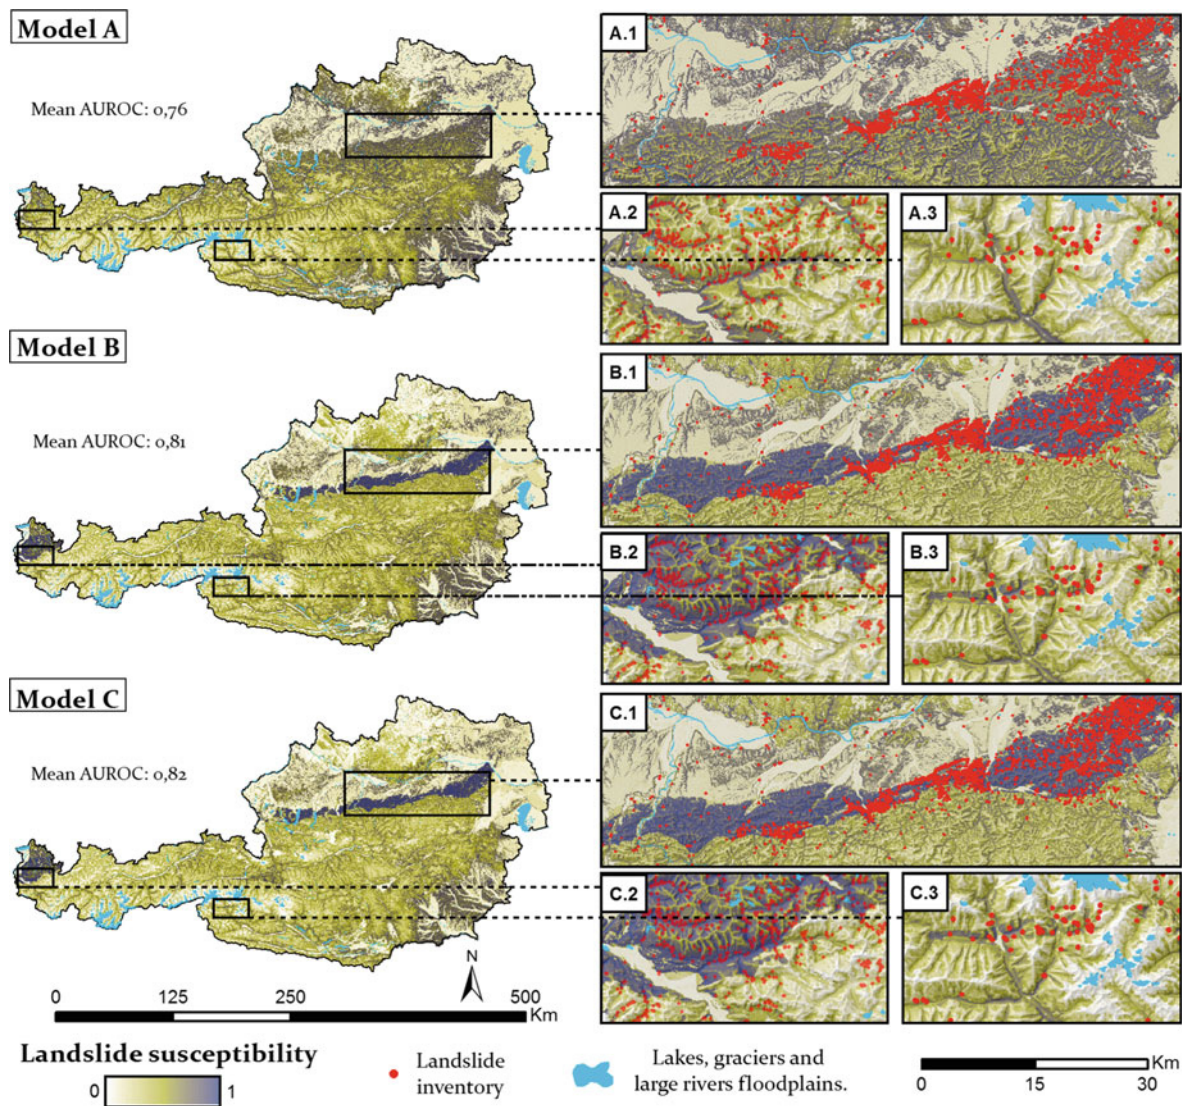 Model A
Mean AUROC: 0,76
A.1
A.2
A.3
Model B
Mean AUROC: 0,81
B.1
B.2
B.3
Model C
Mean AUROC: 0,82
C.1
C.2
C.3
N
0 125 250 500 Km
Landslide susceptibility
0 1
Landslide
inventory
Lakes, graciers and
large rivers floodplains.
Km
0 15 30